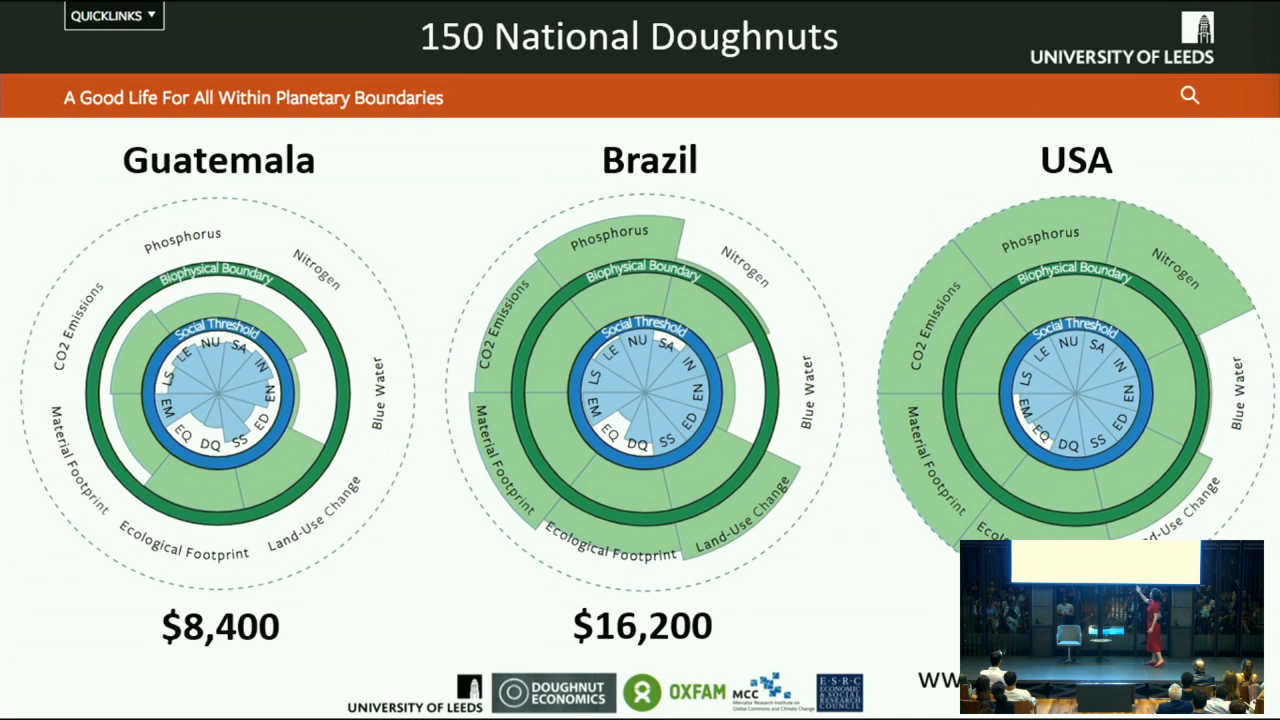 QUICKLINKS ▼
150 National Doughnuts
UNIVERSITY OF LEEDS
A Good Life For All Within Planetary Boundaries
Guatemala
Brazil
USA
Phosphorus
Nitrogen
Blue Water
Land-Use Change
Ecological Footprint
Material Footprint
CO2 Emissions
Biophysical Boundary
Social Threshold
NU
SA
IN
EN
ED
SS
DQ
EQ
EM
LS
LE
Phosphorus
Nitrogen
Blue Water
Land-Use Change
Ecological Footprint
Material Footprint
CO2 Emissions
Biophysical Boundary
Social Threshold
NU
SA
IN
EN
ED
SS
DQ
EQ
EM
LS
LE
Phosphorus
Nitrogen
Blue Water
d-Use Change
Ecolo
Material Footprint
CO2 Emissions
Biophysical Boundary
Social Threshold
NU
SA
IN
EN
ED
SS
DQ
EQ
EM
LS
LE
$8,400
$16,200
UNIVERSITY OF LEEDS
DOUGHNUT
ECONOMICS
OXFAM
MCC
Mercator Research Institute on
Global Commons and Climate Change
E·S·R·C
ECONOMIC
& SOCIAL
RESEARCH
COUNCIL
ww